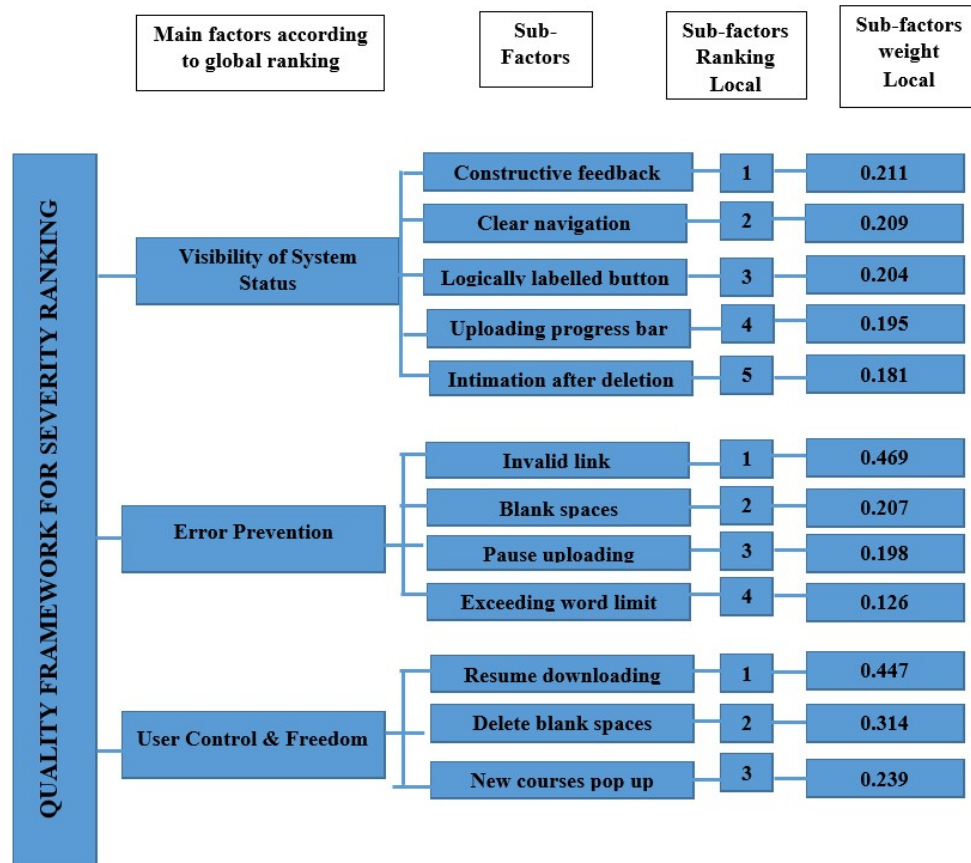 Main factors according
to global ranking
Sub-
Factors
Sub-factors
Ranking
Local
Sub-factors
weight
Local
QUALITY FRAMEWORK FOR SEVERITY RANKING
Visibility of System
Status
Constructive feedback
1
0.211
Clear navigation
2
0.209
Logically labelled button
3
0.204
Uploading progress bar
4
0.195
Intimation after deletion
5
0.181
Error Prevention
Invalid link
1
0.469
Blank spaces
2
0.207
Pause uploading
3
0.198
Exceeding word limit
4
0.126
User Control & Freedom
Resume downloading
1
0.447
Delete blank spaces
2
0.314
New courses pop up
3
0.239